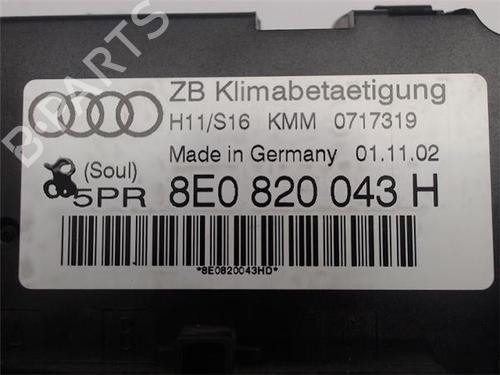 ZB Klimabetaetigung
H11/S16 KMM 0717319
Made in Germany 01.11.02
(Soul)
5PR 8E0 820 043 H
*8E0820043HD*
B-PARTS